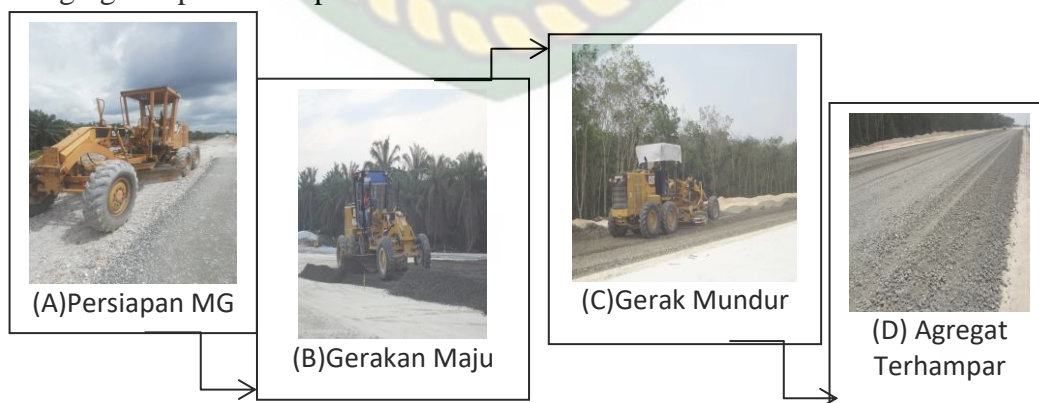 (A)Persiapan MG
(B)Gerakan Maju
(C)Gerak Mundur
(D) Agregat
Terhampar